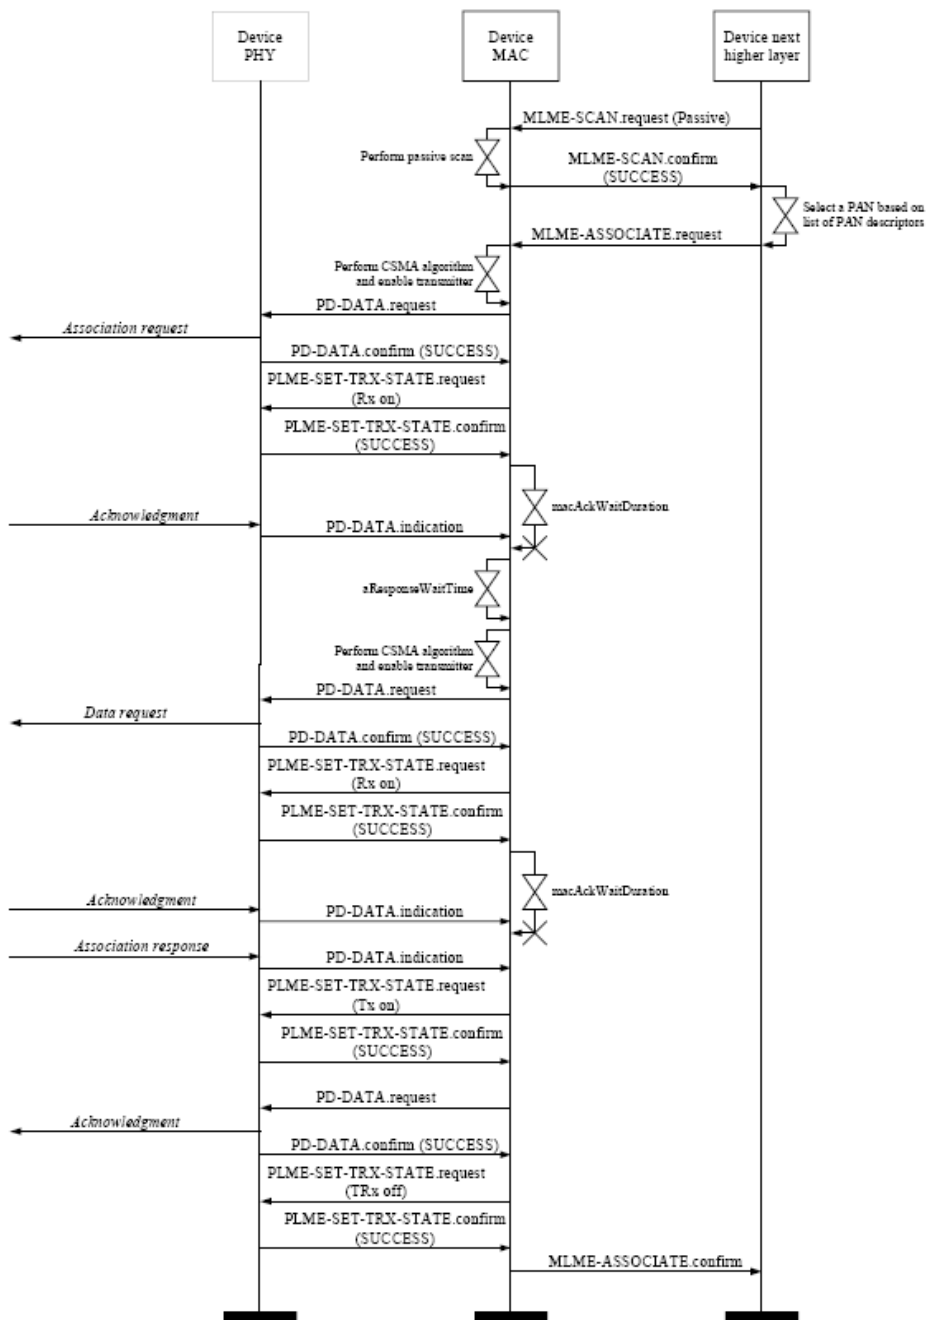 Device
PHY
Device
MAC
Device next
higher layer
MLME-SCAN.request (Passive)
Perform passive scan
MLME-SCAN.confirm
(SUCCESS)
Select a PAN based on
list of PAN descriptors
MLME-ASSOCIATE.request
Perform CSMA algorithm
and enable transmitter
PD-DATA.request
Association request
PD-DATA.confirm (SUCCESS)
PLME-SET-TRX-STATE.request
(Rx on)
PLME-SET-TRX-STATE.confirm
(SUCCESS)
macAckWaitDuration
Acknowledgment
PD-DATA.indication
aResponseWaitTime
Perform CSMA algorithm
and enable transmitter
PD-DATA.request
Data request
PD-DATA.confirm (SUCCESS)
PLME-SET-TRX-STATE.request
(Rx on)
PLME-SET-TRX-STATE.confirm
(SUCCESS)
macAckWaitDuration
Acknowledgment
PD-DATA.indication
Association response
PD-DATA.indication
PLME-SET-TRX-STATE.request
(Tx on)
PLME-SET-TRX-STATE.confirm
(SUCCESS)
PD-DATA.request
Acknowledgment
PD-DATA.confirm (SUCCESS)
PLME-SET-TRX-STATE.request
(TRx off)
PLME-SET-TRX-STATE.confirm
(SUCCESS)
MLME-ASSOCIATE.confirm